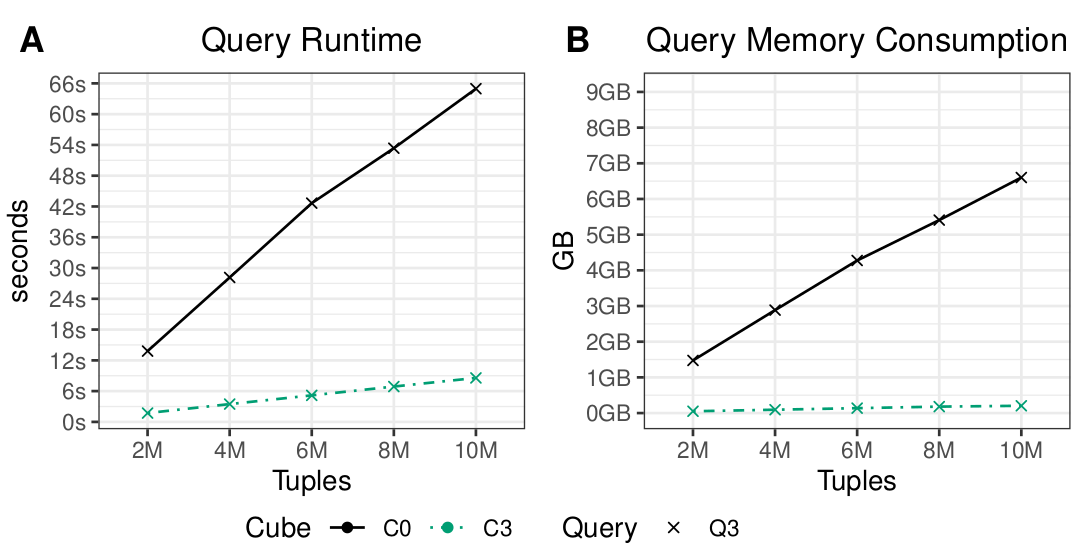 A
Query Runtime
66s
60s
54s
48s
42s
36s
30s
24s
18s
12s
6s
0s
seconds
2M 4M 6M 8M 10M
Tuples
B
Query Memory Consumption
9GB
8GB
7GB
6GB
5GB
4GB
3GB
2GB
1GB
0GB
GB
2M 4M 6M 8M 10M
Tuples
Cube C0 C3 Query Q3